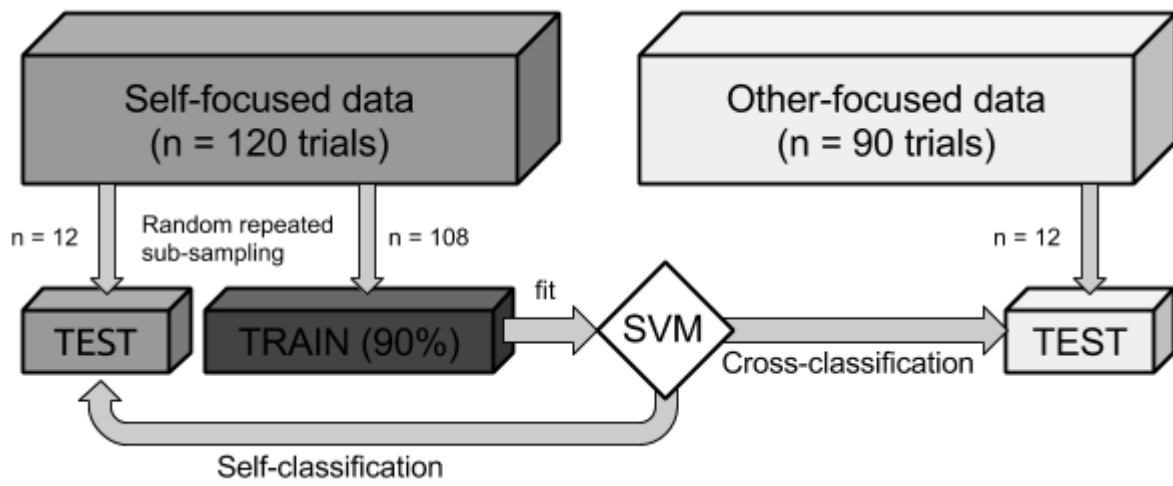 Self-focused data
(n = 120 trials)
Other-focused data
(n = 90 trials)
n = 12
Random repeated
sub-sampling
n = 108
n = 12
TEST
TRAIN (90%)
fit
SVM
Cross-classification
TEST
Self-classification